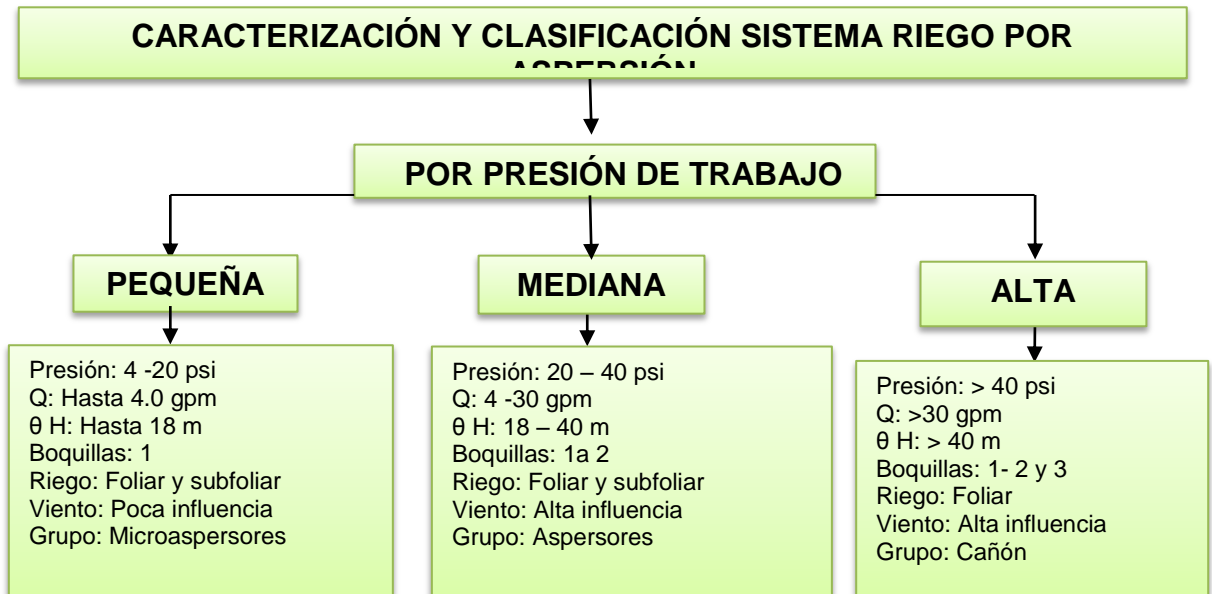 CARACTERIZACIÓN Y CLASIFICACIÓN SISTEMA RIEGO POR
ASPERSIÓN
POR PRESIÓN DE TRABAJO
PEQUEÑA
MEDIANA
ALTA
Presión: 4 -20 psi
Q: Hasta 4.0 gpm
θ H: Hasta 18 m
Boquillas: 1
Riego: Foliar y subfoliar
Viento: Poca influencia
Grupo: Microaspersores
Presión: 20 – 40 psi
Q: 4 -30 gpm
θ H: 18 – 40 m
Boquillas: 1a 2
Riego: Foliar y subfoliar
Viento: Alta influencia
Grupo: Aspersores
Presión: > 40 psi
Q: >30 gpm
θ H: > 40 m
Boquillas: 1- 2 y 3
Riego: Foliar
Viento: Alta influencia
Grupo: Cañón